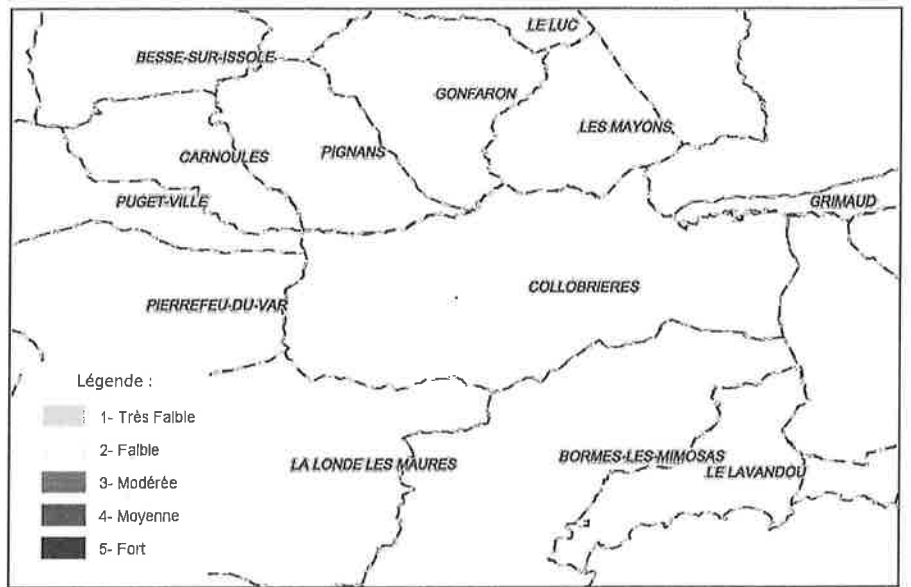 LE LUC
BESSE-SUR-ISSOLE
GONFARON
LES MAYONS
CARNOULES
PIGNANS
PUGET-VILLE
GRIMAUD
COLLOBRIERES
PIERREFEU-DU-VAR
Légende :
1- Très Faible
2- Faible
3- Modérée
4- Moyenne
5- Fort
LA LONDE LES MAURES
BORMES-LES-MIMOSAS
LE LAVANDOU